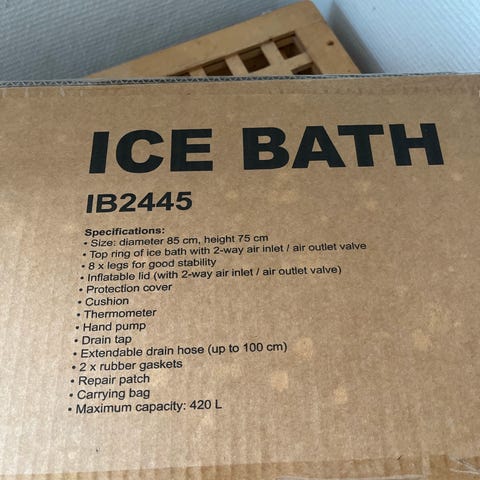 ICE BATH
IB2445
Specifications:
• Size: diameter 85 cm, height 75 cm
• Top ring of ice bath with 2-way air inlet / air outlet valve
• 8 x legs for good stability
• Inflatable lid (with 2-way air inlet / air outlet valve)
• Protection cover
• Cushion
• Thermometer
• Hand pump
• Drain tap
• Extendable drain hose (up to 100 cm)
• 2 x rubber gaskets
• Repair patch
• Carrying bag
• Maximum capacity: 420 L